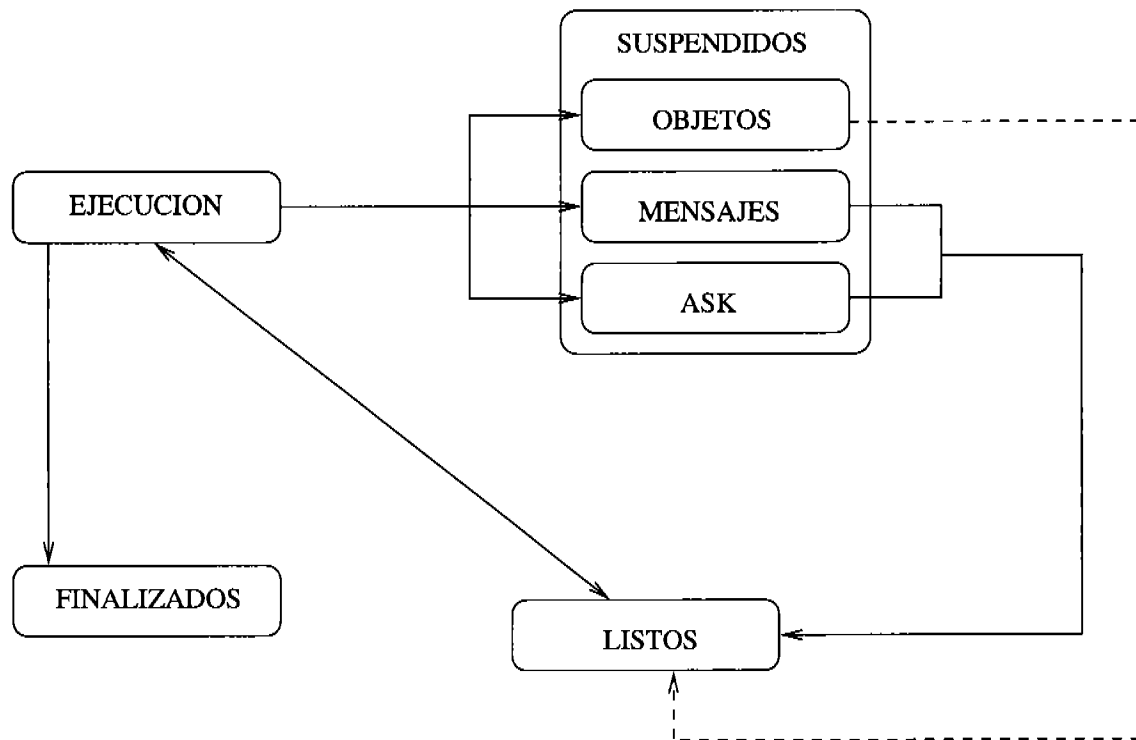 SUSPENDIDOS
OBJETOS
EJECUCION
MENSAJES
ASK
FINALIZADOS
LISTOS